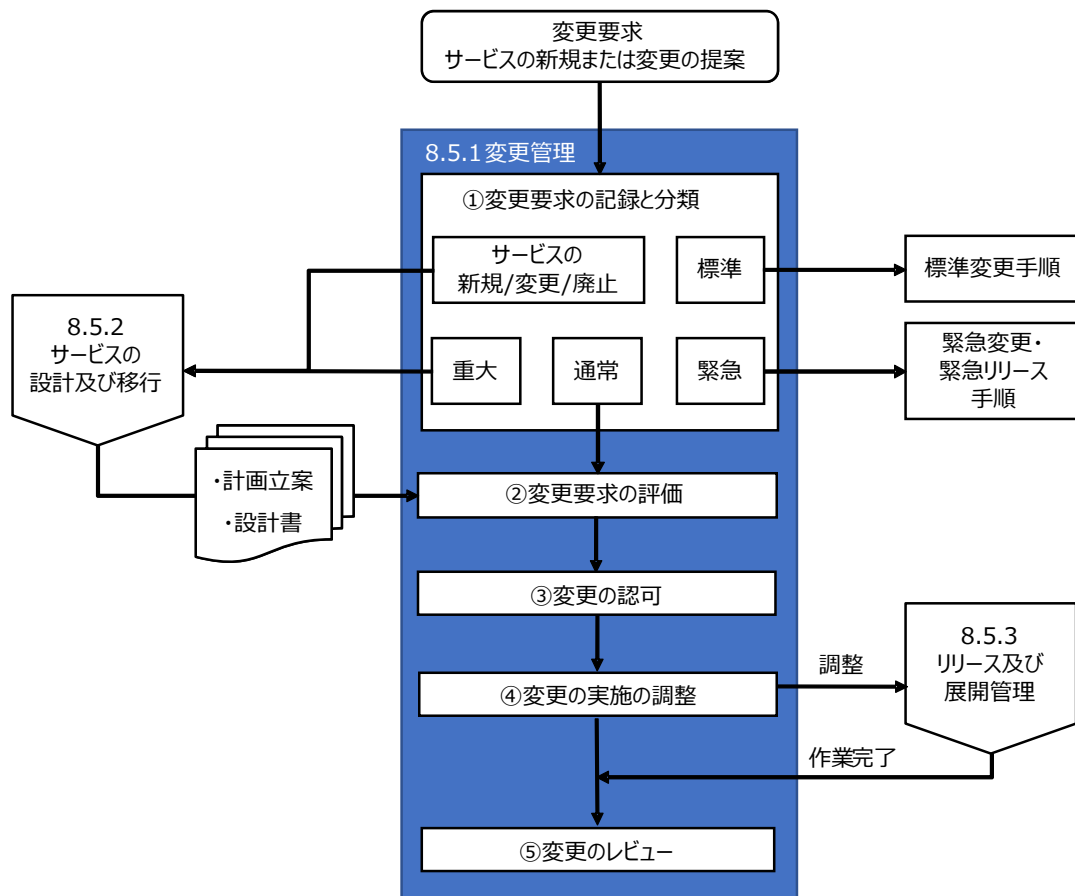 変更要求
サービスの新規または変更の提案
8.5.1変更管理
①変更要求の記録と分類
サービスの
新規/変更/廃止
標準
標準変更手順
8.5.2
サービスの
設計及び移行
重大
通常
緊急
緊急変更・
緊急リリース
手順
・計画立案
・設計書
②変更要求の評価
③変更の認可
④変更の実施の調整
調整
8.5.3
リリース及び
展開管理
作業完了
⑤変更のレビュー